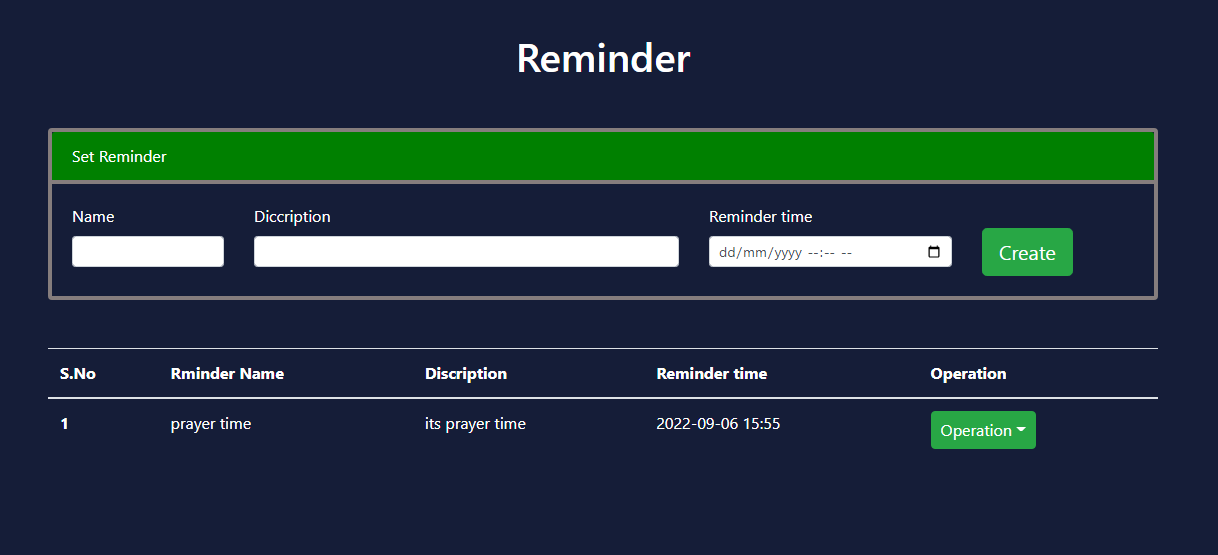 Reminder
Set Reminder
Name Diccription Reminder time
dd/mm/yyyy --:-- -- Create
S.No Rminder Name Discription Reminder time Operation
1 prayer time its prayer time 2022-09-06 15:55 Operation